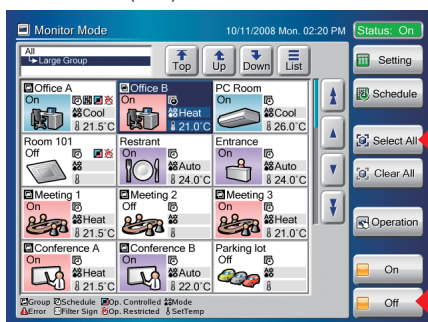 Monitor Mode 10/11/2008 Mon. 02:20 PM Status: On
All
Large Group
Top Up Down List
Setting
Schedule
Select All
Clear All
Operation
On
Off
Office A Office B PC Room
On On On
Cool Heat
21.5°C 21.0°C 26.0°C
Room 101 Restrant Entrance
Off On On
Auto Auto
24.0°C 24.0°C
Meeting 1 Meeting 2 Meeting 3
On Off On
Heat Heat
21.5°C 21.0°C
Conference A Conference B Parking lot
On On Off
Heat Auto
21.5°C 22.0°C
Group Schedule Op. Controlled Mode
Error Filter Sign Op. Restricted SetTemp